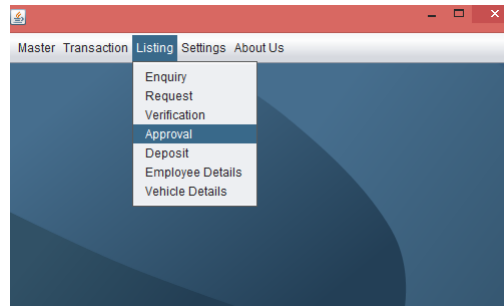 Master Transaction Listing Settings About Us
Enquiry
Request
Verification
Approval
Deposit
Employee Details
Vehicle Details